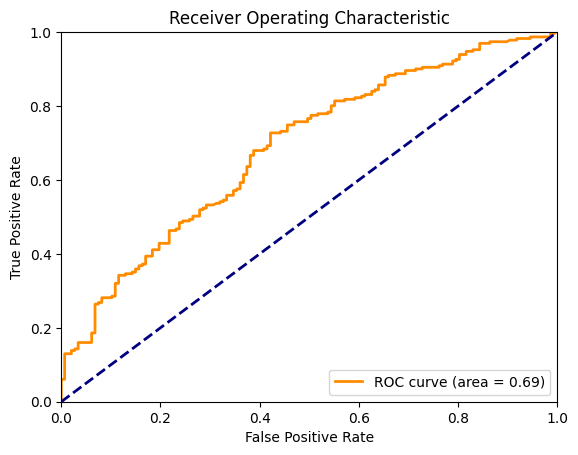 Receiver Operating Characteristic
True Positive Rate
1.0
0.8
0.6
0.4
0.2
0.0
ROC curve (area = 0.69)
0.0 0.2 0.4 0.6 0.8 1.0
False Positive Rate